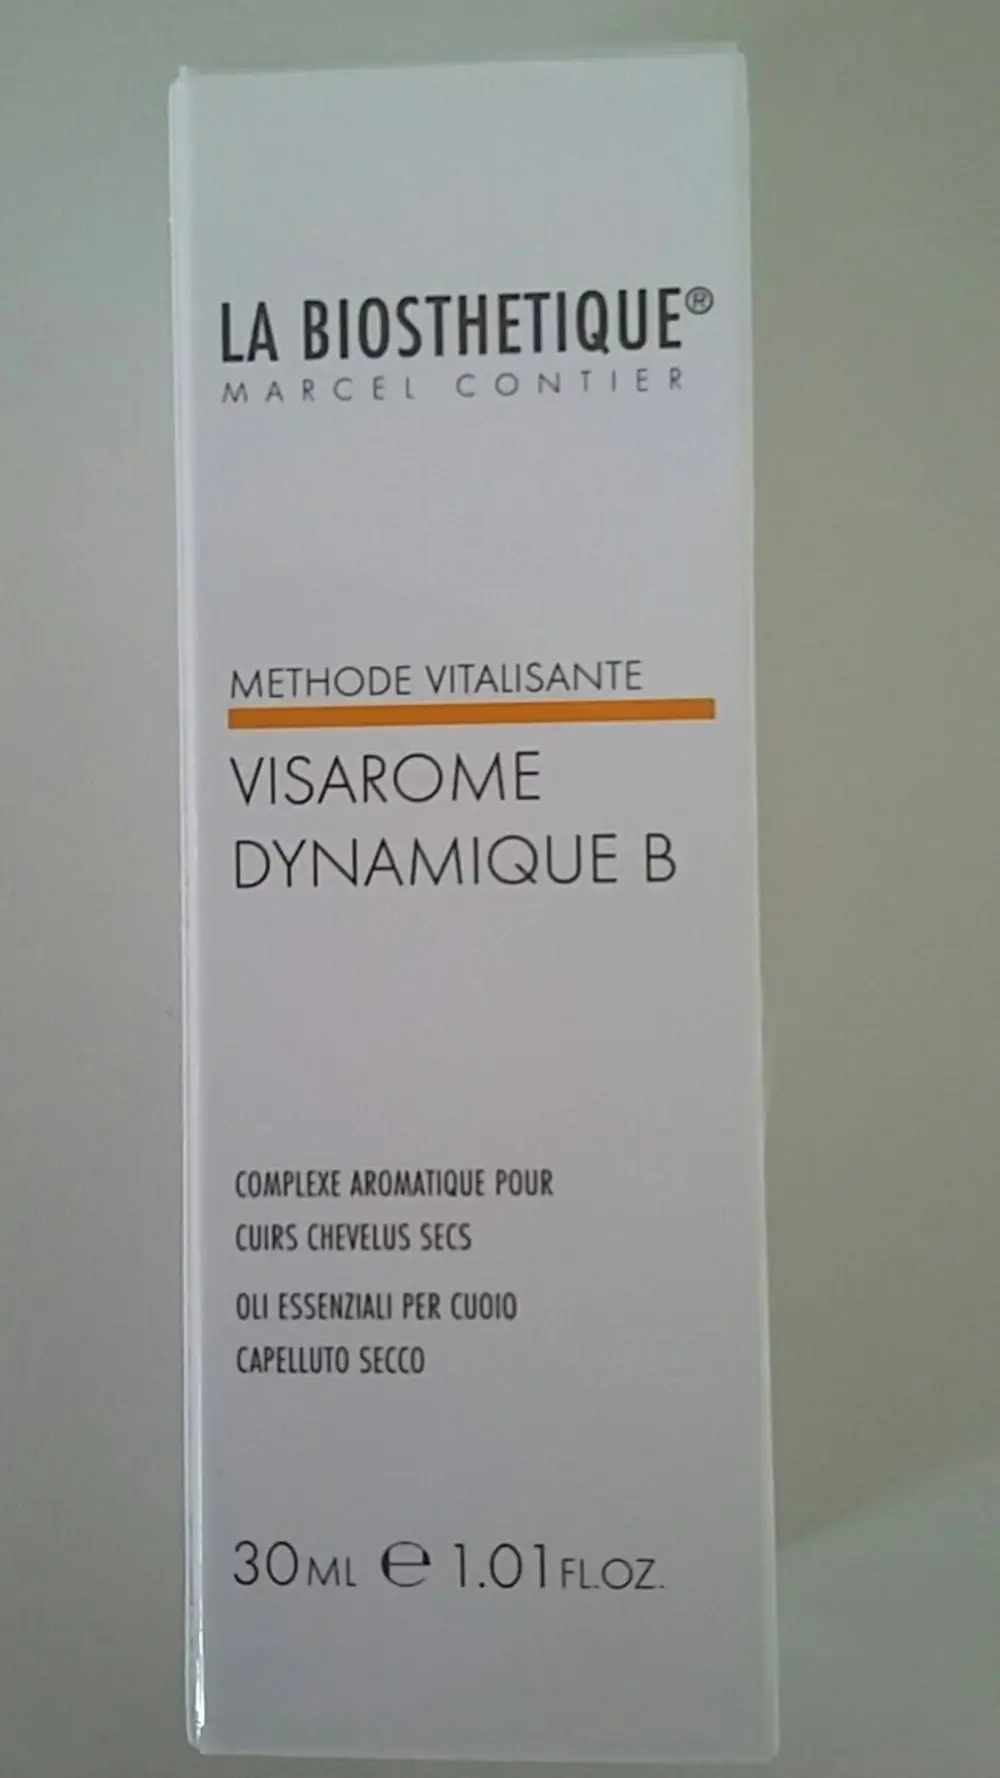 LA BIOSTHETIQUE®
MARCEL CONTIER
METHODE VITALISANTE
VISAROME
DYNAMIQUE B
COMPLEXE AROMATIQUE POUR
CUIRS CHEVELUS SECS
OLI ESSENZIALI PER CUOIO
CAPELLUTO SECCO
30ML ℮ 1.01FL.OZ.